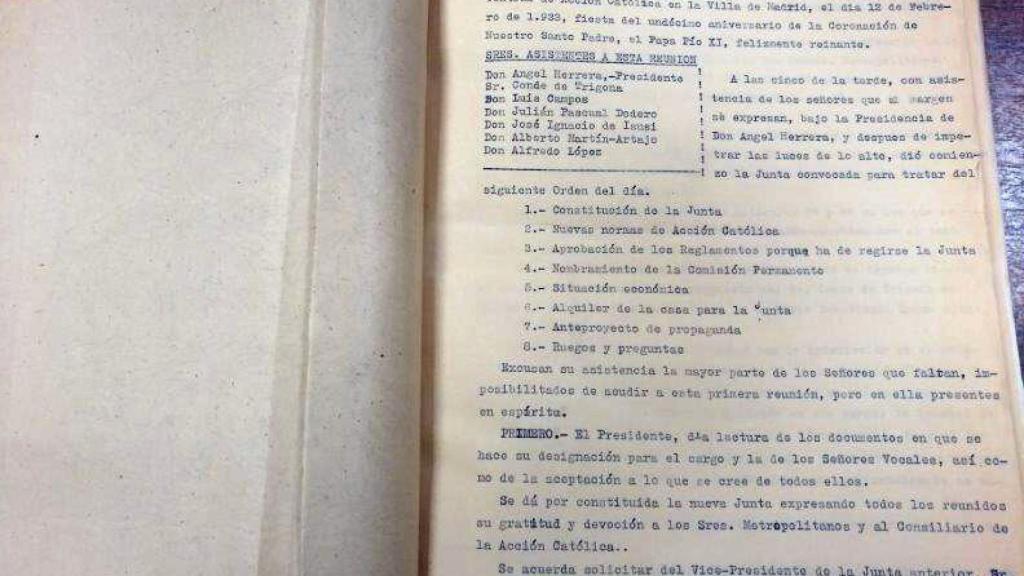 de Acción Católica en la Villa de Madrid, el día 12 de Febre-
ro de 1.933, fiesta del undécimo aniversario de la Coronación de
Nuestro Santo Padre, el Papa Pío XI, felizmente reinante.
SRES. ASISTENTES A ESTA REUNION
Don Angel Herrera,-Presidente
Sr. Conde de Trigona
Don Luis Campos
Don Julián Pascual Dodero
Don José Ignacio de Isusi
Don Alberto Martín-Artajo
Don Alfredo López
A las cinco de la tarde, con asis-
tencia de los señores que al margen
se expresan, bajo la Presidencia de
Don Angel Herrera, y despues de impe-
trar las luces de lo alto, dió comien-
zo la Junta convocada para tratar del
siguiente Orden del día.
1.- Constitución de la Junta
2.- Nuevas normas de Acción Católica
3.- Aprobación de los Reglamentos porque ha de regirse la Junta
4.- Nombramiento de la Comisión Permanente
5.- Situación económica
6.- Alquiler de la casa para la Junta
7.- Anteproyecto de propaganda
8.- Ruegos y preguntas
Excusan su asistencia la mayor parte de los Señores que faltan, im-
posibilitados de acudir a esta primera reunión, pero en ella presentes
en espíritu.
PRIMERO.- El Presidente, dia lectura de los documentos en que se
hace su designación para el cargo y la de los Señores Vocales, así co-
mo de la aceptación a lo que se cree de todos ellos.
Se dá por constituida la nueva Junta expresando todos los reunidos
su gratitud y devoción a los Sres. Metropolitanos y al Consiliario de
la Acción Católica..
Se acuerda solicitar del Vice-Presidente de la Junta anterior, Sr.